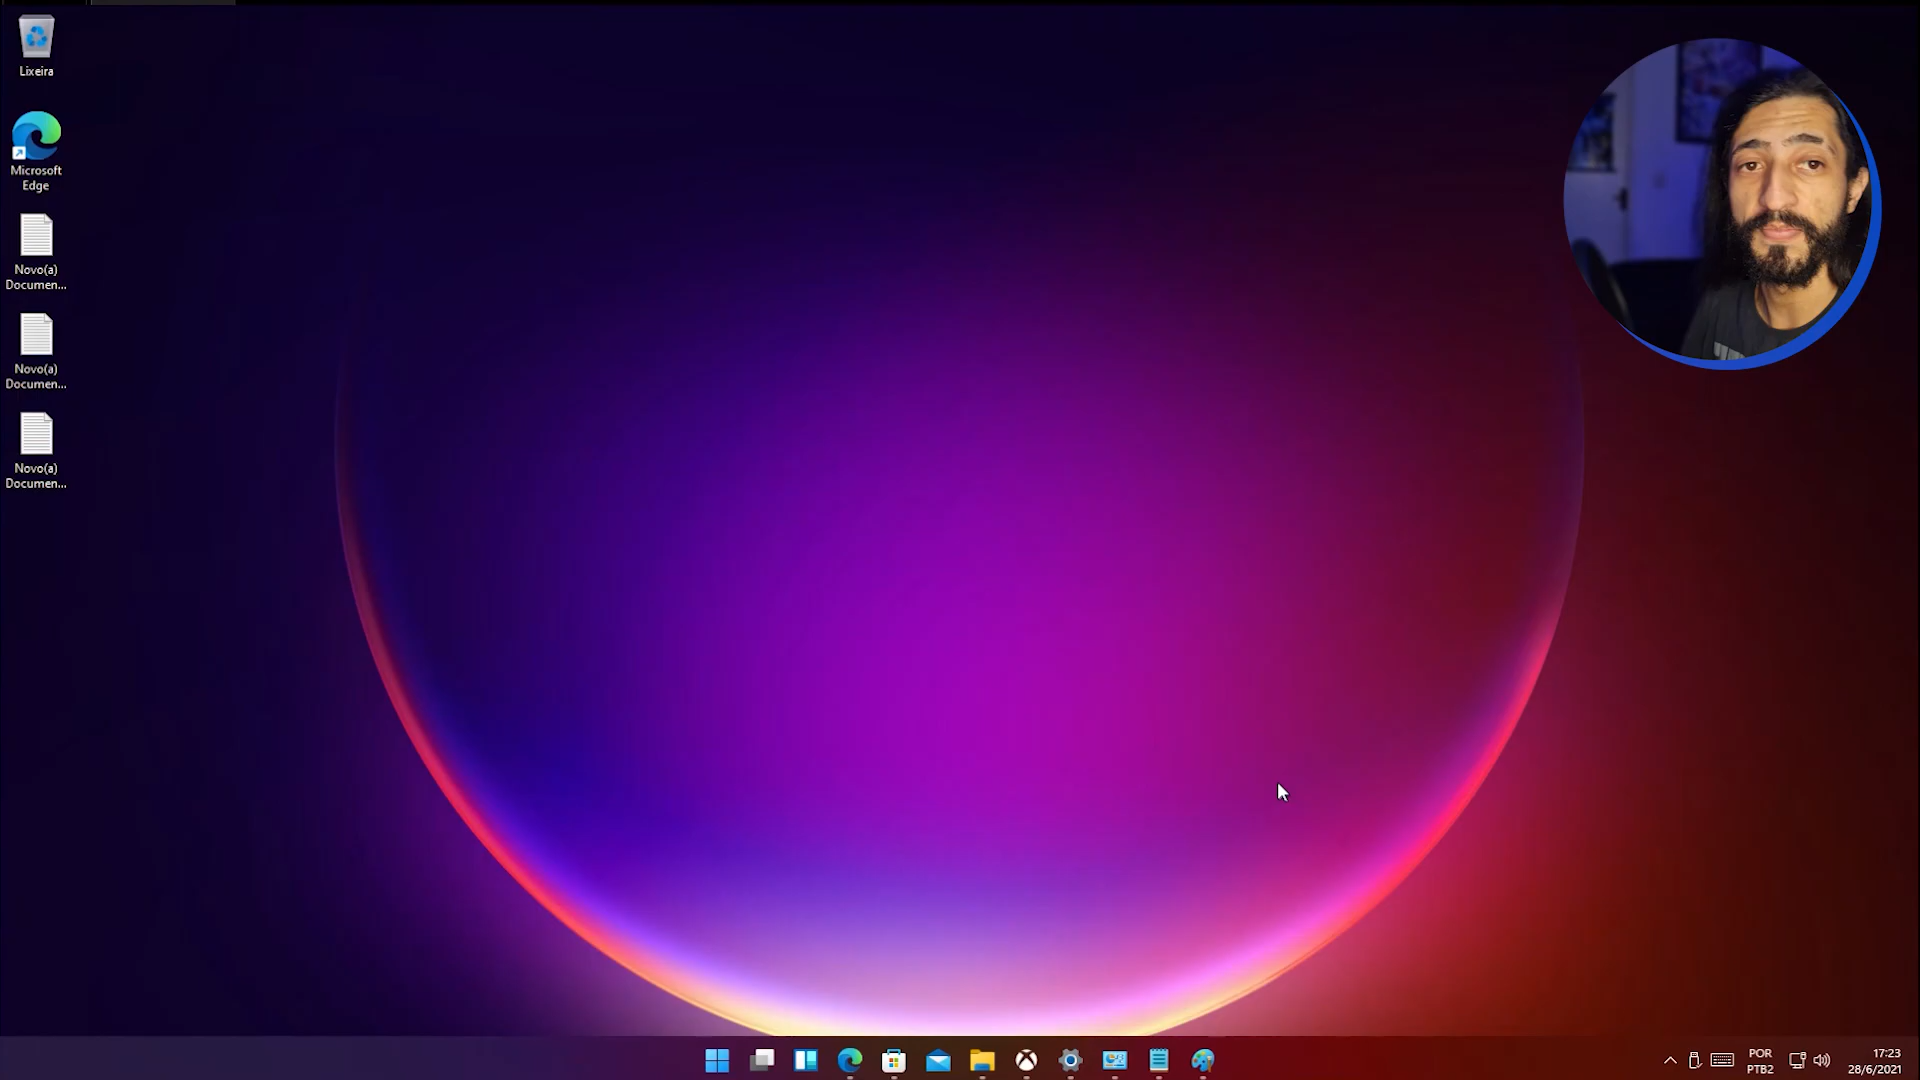 Lixeira
Microsoft
Edge
Novo(a)
Documen...
Novo(a)
Documen...
Novo(a)
Documen...
POR
PTB2
17:23
28/6/2021